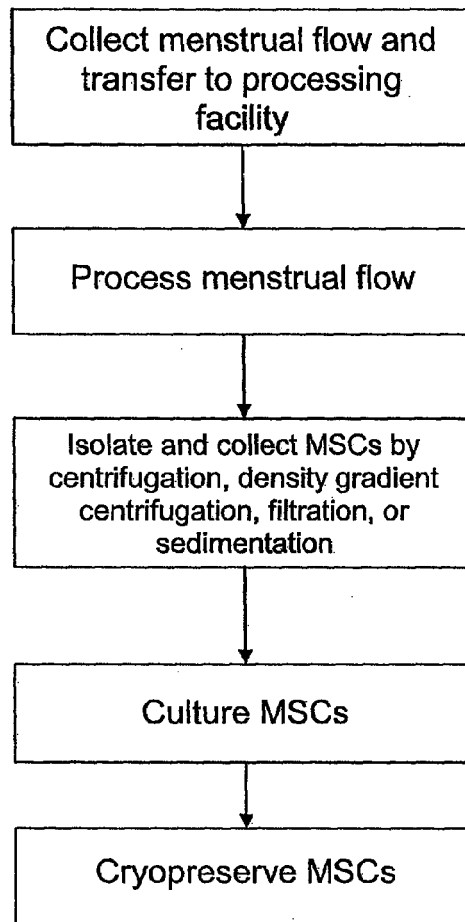 Collect menstrual flow and
transfer to processing
facility
Process menstrual flow
Isolate and collect MSCs by
centrifugation, density gradient
centrifugation, filtration, or
sedimentation
Culture MSCs
Cryopreserve MSCs